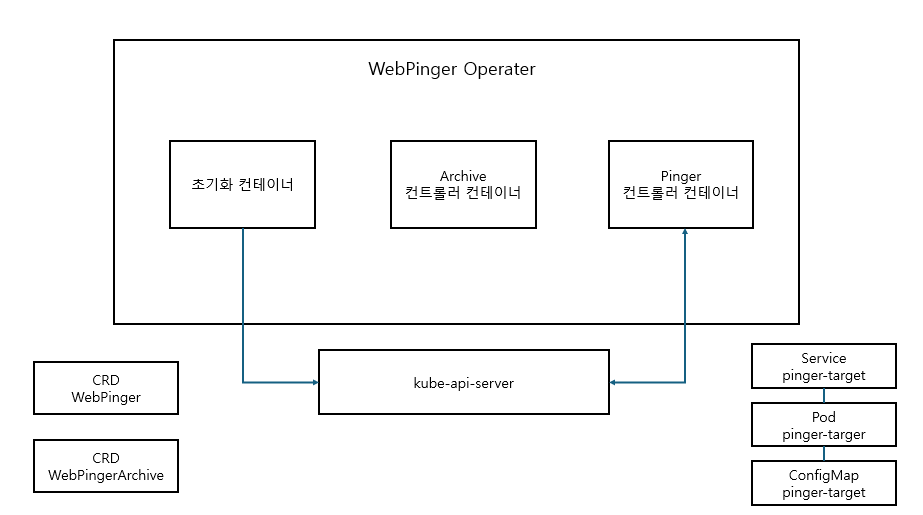 WebPinger Operater
초기화 컨테이너
Archive
컨트롤러 컨테이너
Pinger
컨트롤러 컨테이너
kube-api-server
CRD
WebPinger
CRD
WebPingerArchive
Service
pinger-target
Pod
pinger-targer
ConfigMap
pinger-target